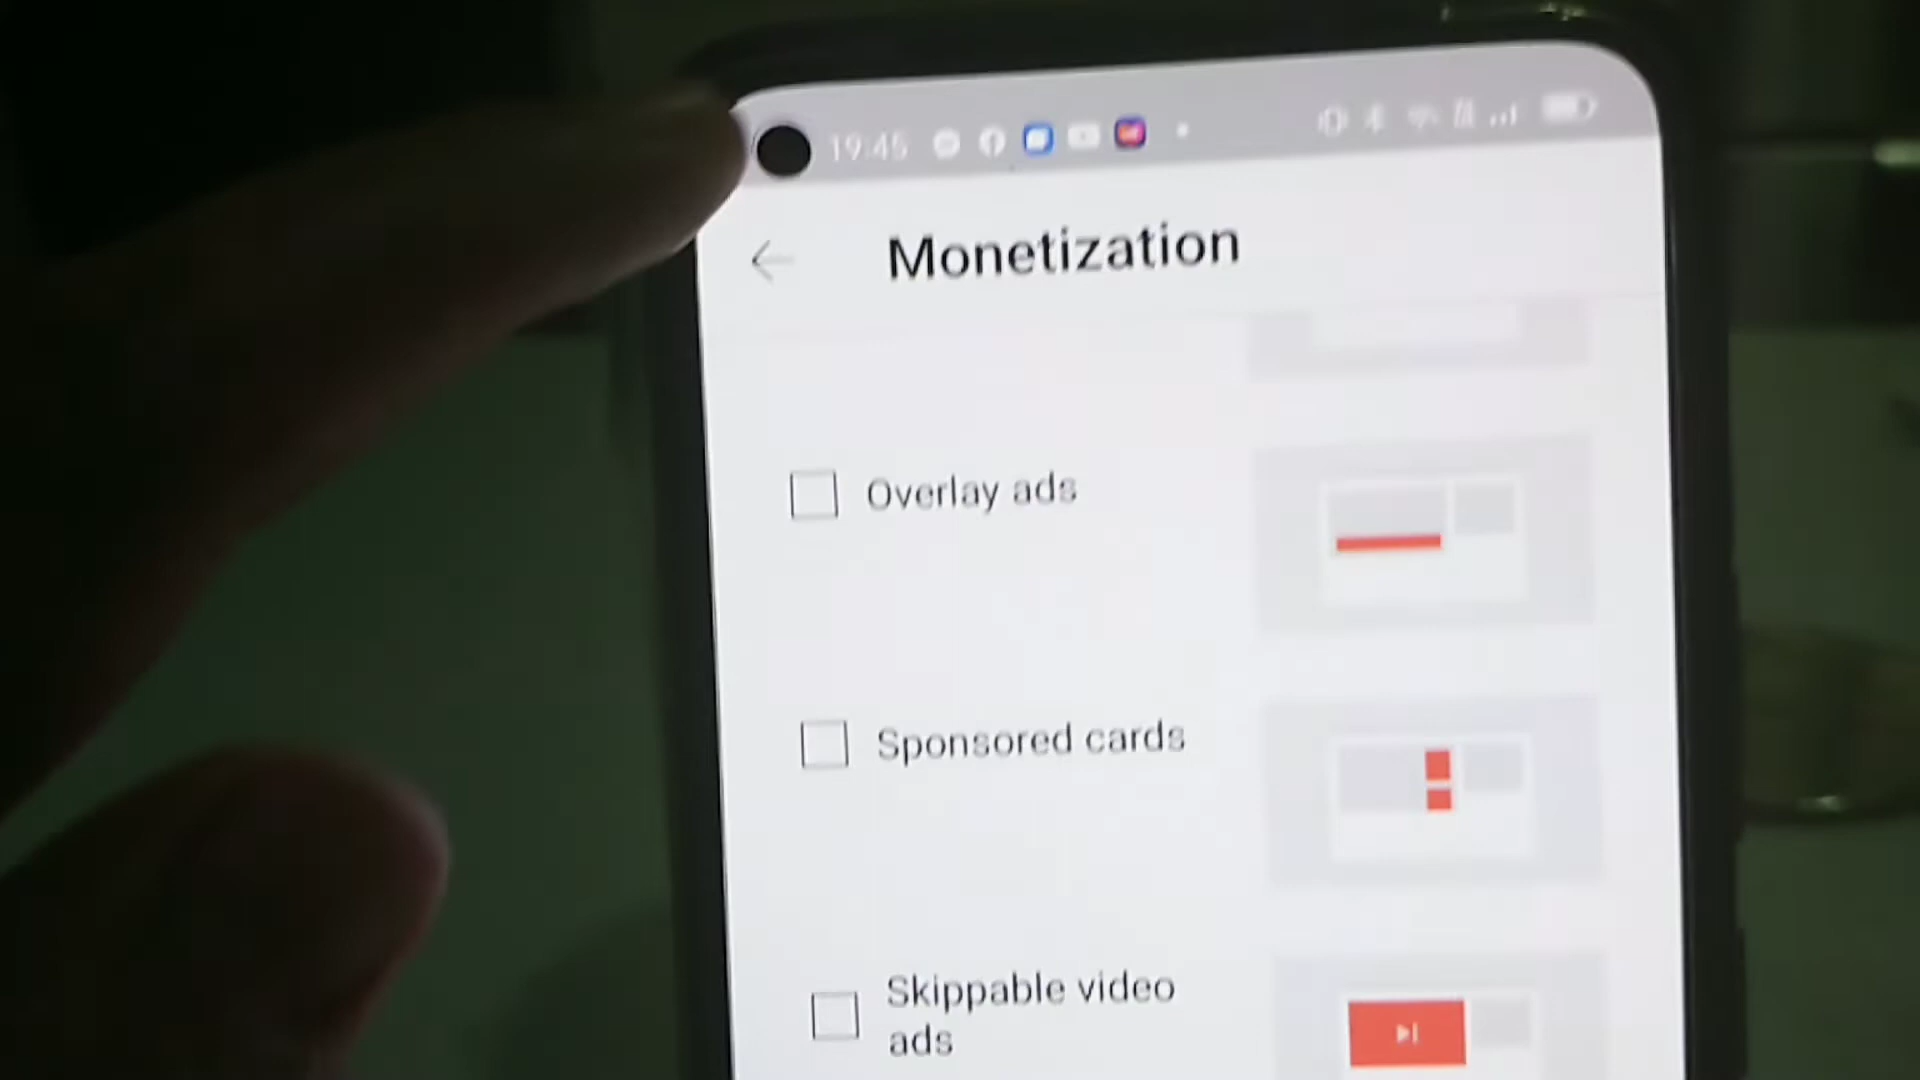 19:45
Monetization
Overlay ads
Sponsored cards
Skippable video
ads